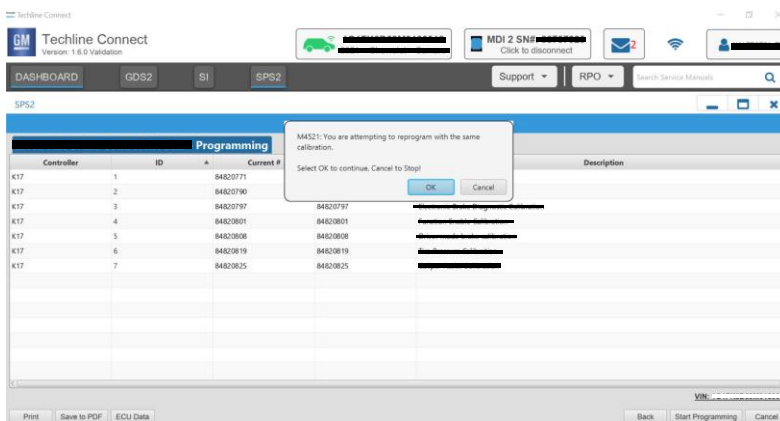 Techline Connect
GM
Techline Connect
Version: 1.6.0 Validation
MDI 2 SN#
Click to disconnect
2
DASHBOARD GDS2 SI SPS2 Support RPO Search Service Manuals
SPS2
Programming
M4521: You are attempting to reprogram with the same
calibration.
Select OK to continue, Cancel to Stop!
OK Cancel
Controller ID Current # Description
K17 1 84820771
K17 2 84820790
K17 3 84820797 84820797
K17 4 84820801 84820801
K17 5 84820808 84820808
K17 6 84820819 84820819
K17 7 84820825 84820825
VIN:
Print Save to PDF ECU Data Back Start Programming Cancel